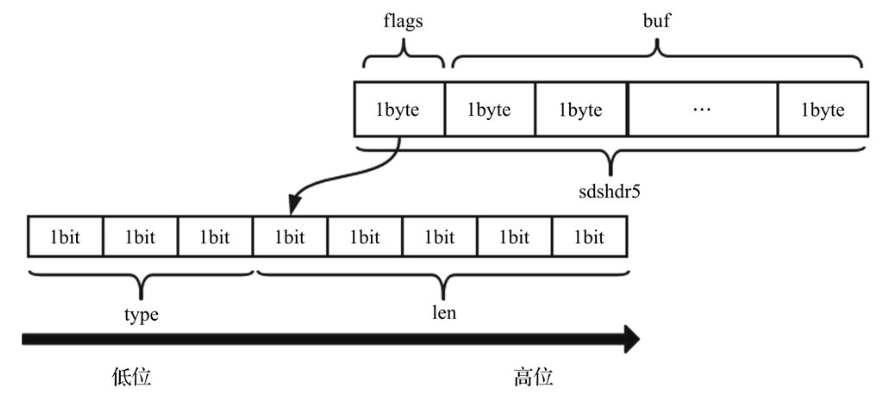 flags buf
1byte 1byte 1byte … 1byte
sdshdr5
1bit 1bit 1bit 1bit 1bit 1bit 1bit 1bit
type len
低位 高位